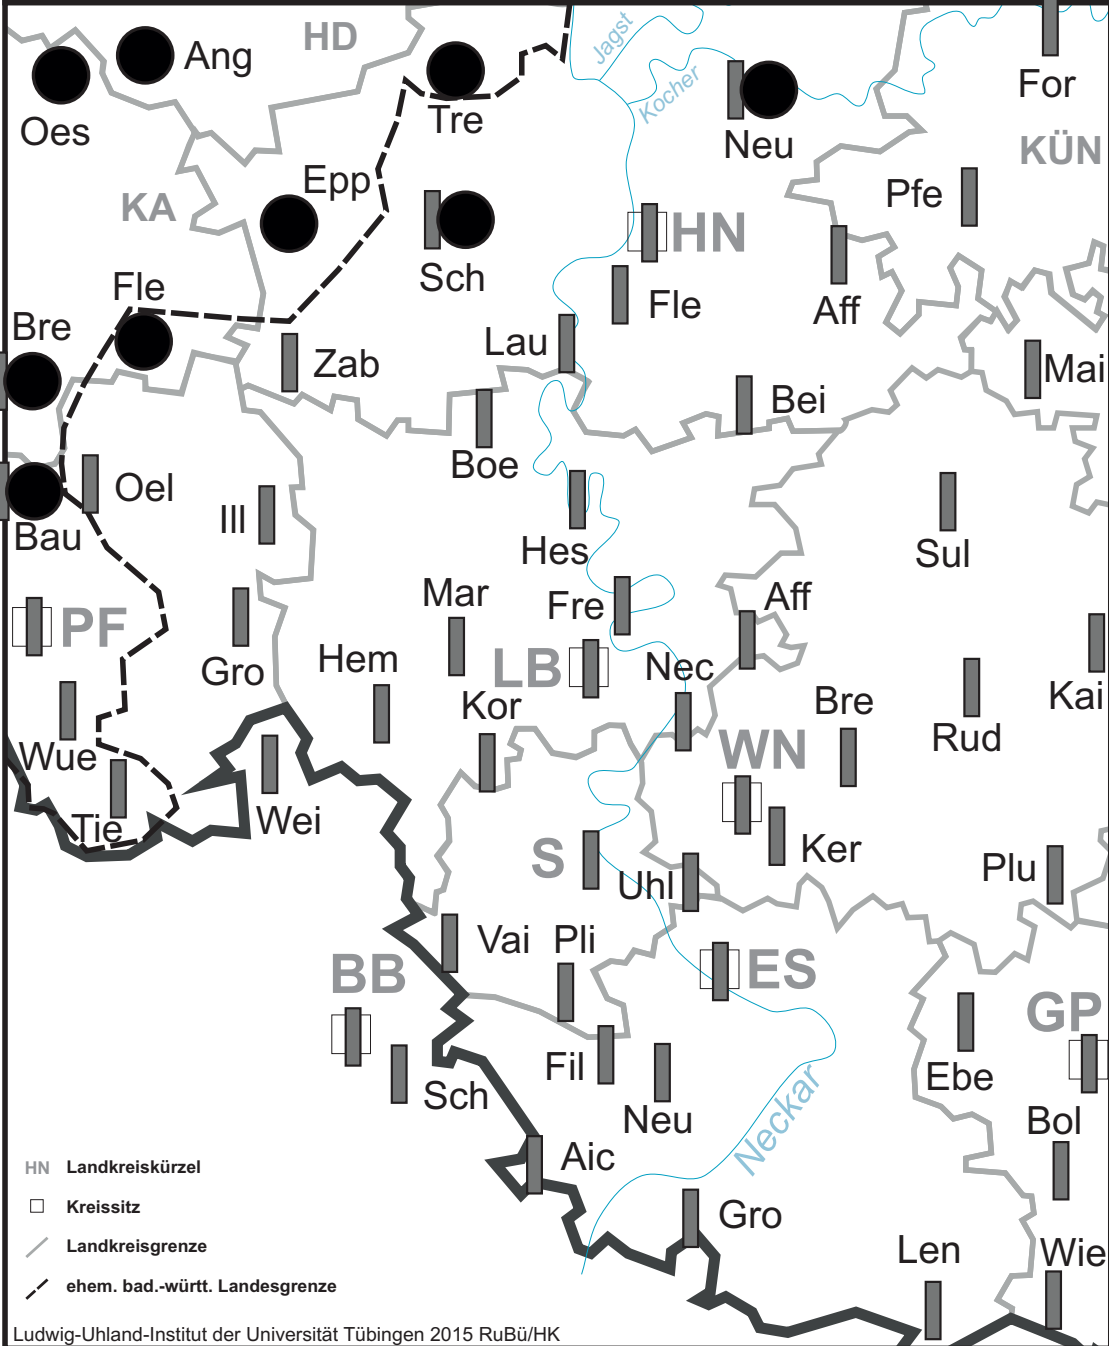 HD
Jagst
Ang
Kocher
For
Oes
Tre
Neu
KÜN
Epp
Pfe
KA
HN
Sch
Fle
Fle
Aff
Bre
Lau
Zab
Mai
Bei
Boe
Oel
Ill
Bau
Hes
Sul
Mar
Fre
Aff
PF
Hem
Gro
LB
Nec
Kai
Kor
Bre
Rud
Wue
WN
Tie
Wei
S
Ker
Uhl
Plu
Vai
Pli
BB
ES
GP
Fil
Ebe
Sch
Neu
Neckar
Bol
Aic
Gro
Len
Wie
HN Landkreiskürzel
Kreissitz
Landkreisgrenze
ehem. bad.-württ. Landesgrenze
Ludwig-Uhland-Institut der Universität Tübingen 2015 RuBü/HK